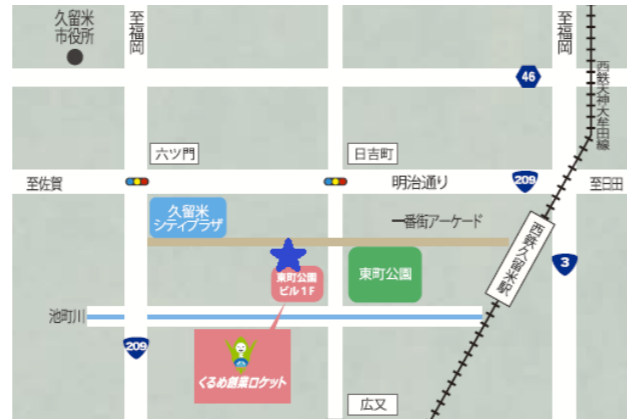 久留米
市役所
至福岡
至福岡
西鉄天神大牟田線
46
六ツ門
日吉町
至佐賀
明治通り
209
至日田
久留米
シティプラザ
一番街アーケード
西鉄久留米駅
東町公園
ビル1F
東町公園
3
池町川
209
くるめ創業ロケット
広又